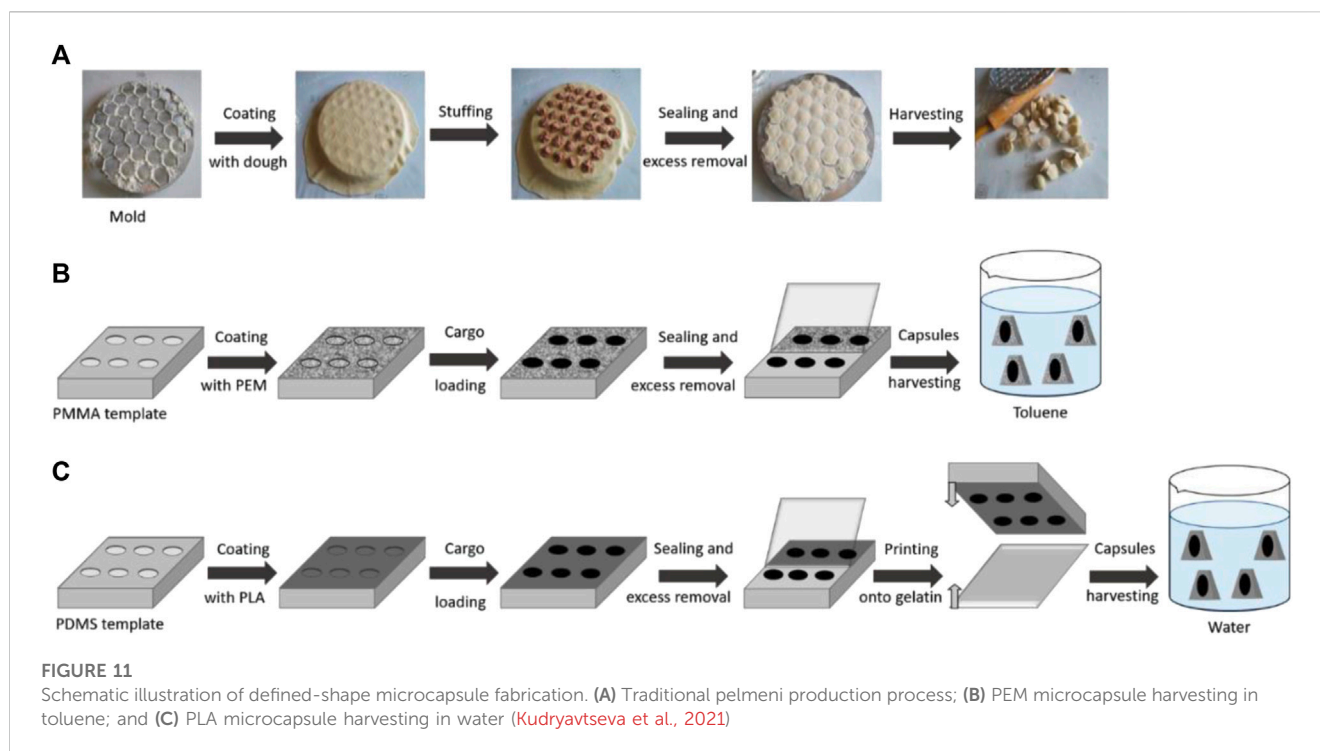 A
Coating
with dough
Stuffing
Sealing and
excess removal
Harvesting
Mold
B
Coating
with PEM
Cargo
loading
Sealing and
excess removal
Capsules
harvesting
PMMA template
Toluene
C
Coating
with PLA
Cargo
loading
Sealing and
excess removal
Printing
onto gelatin
Capsules
harvesting
PDMS template
Water
FIGURE 11
Schematic illustration of defined-shape microcapsule fabrication. (A) Traditional pelmeni production process; (B) PEM microcapsule harvesting in
toluene; and (C) PLA microcapsule harvesting in water (Kudryavtseva et al., 2021)